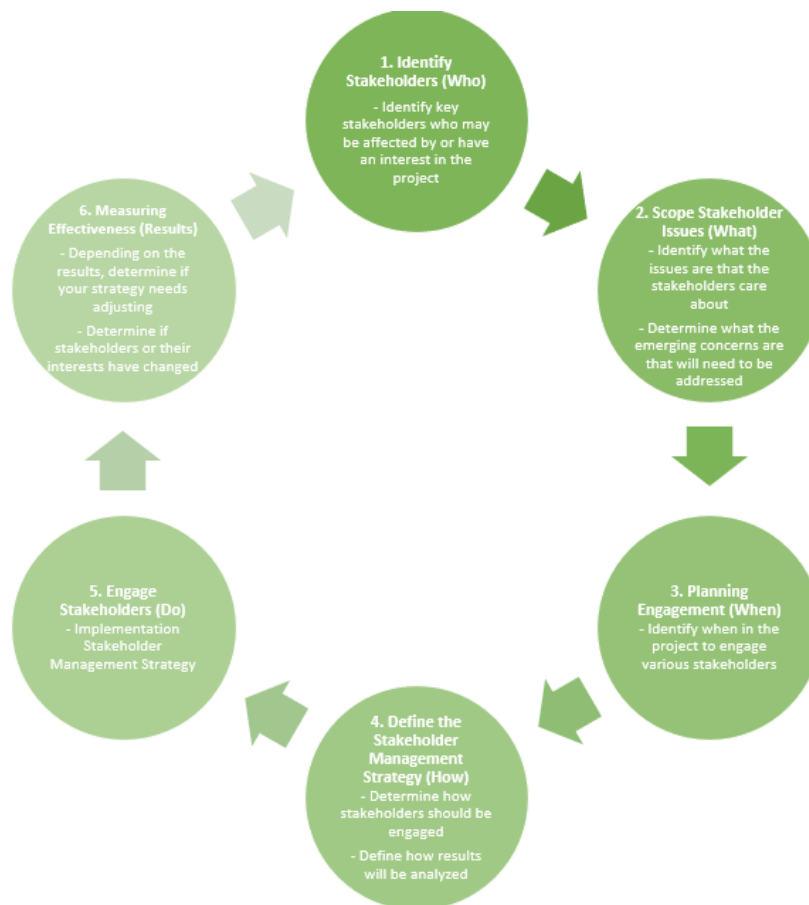 1. Identify
Stakeholders (Who)
- Identify key
stakeholders who may
be affected by or have
an interest in the
project
2. Scope Stakeholder
Issues (What)
- Identify what the
issues are that the
stakeholders care
about
- Determine what the
emerging concerns are
that will need to be
addressed
3. Planning
Engagement (When)
- Identify when in the
project to engage
various stakeholders
4. Define the
Stakeholder
Management
Strategy (How)
- Determine how
stakeholders should be
engaged
- Define how results
will be analyzed
5. Engage
Stakeholders (Do)
- Implementation
Stakeholder
Management Strategy
6. Measuring
Effectiveness (Results)
- Depending on the
results, determine if
your strategy needs
adjusting
- Determine if
stakeholders or their
interests have changed